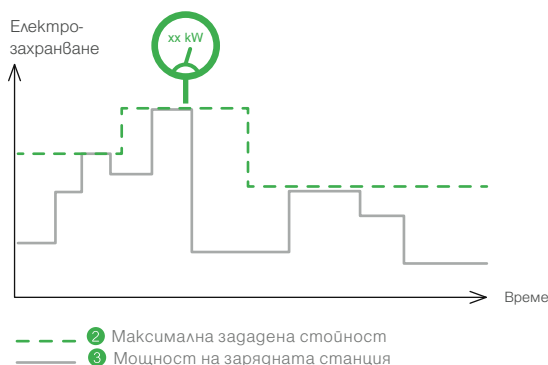 Електро-
захранване
xx kW
Време
2 Максимална зададена стойност
3 Мощност на зарядната станция